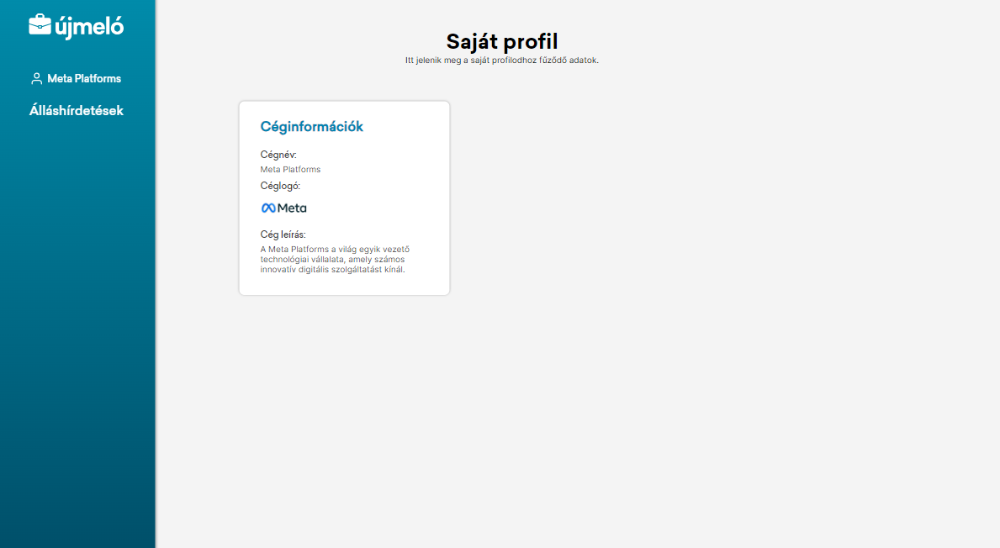 újmeló
Meta Platforms
Álláshírdetések
Saját profil
Itt jelenik meg a saját profilodhoz fűződő adatok.
Céginformációk
Cégnév:
Meta Platforms
Céglogó:
Meta
Cég leírás:
A Meta Platforms a világ egyik vezető
technológiai vállalata, amely számos
innovatív digitális szolgáltatást kínál.